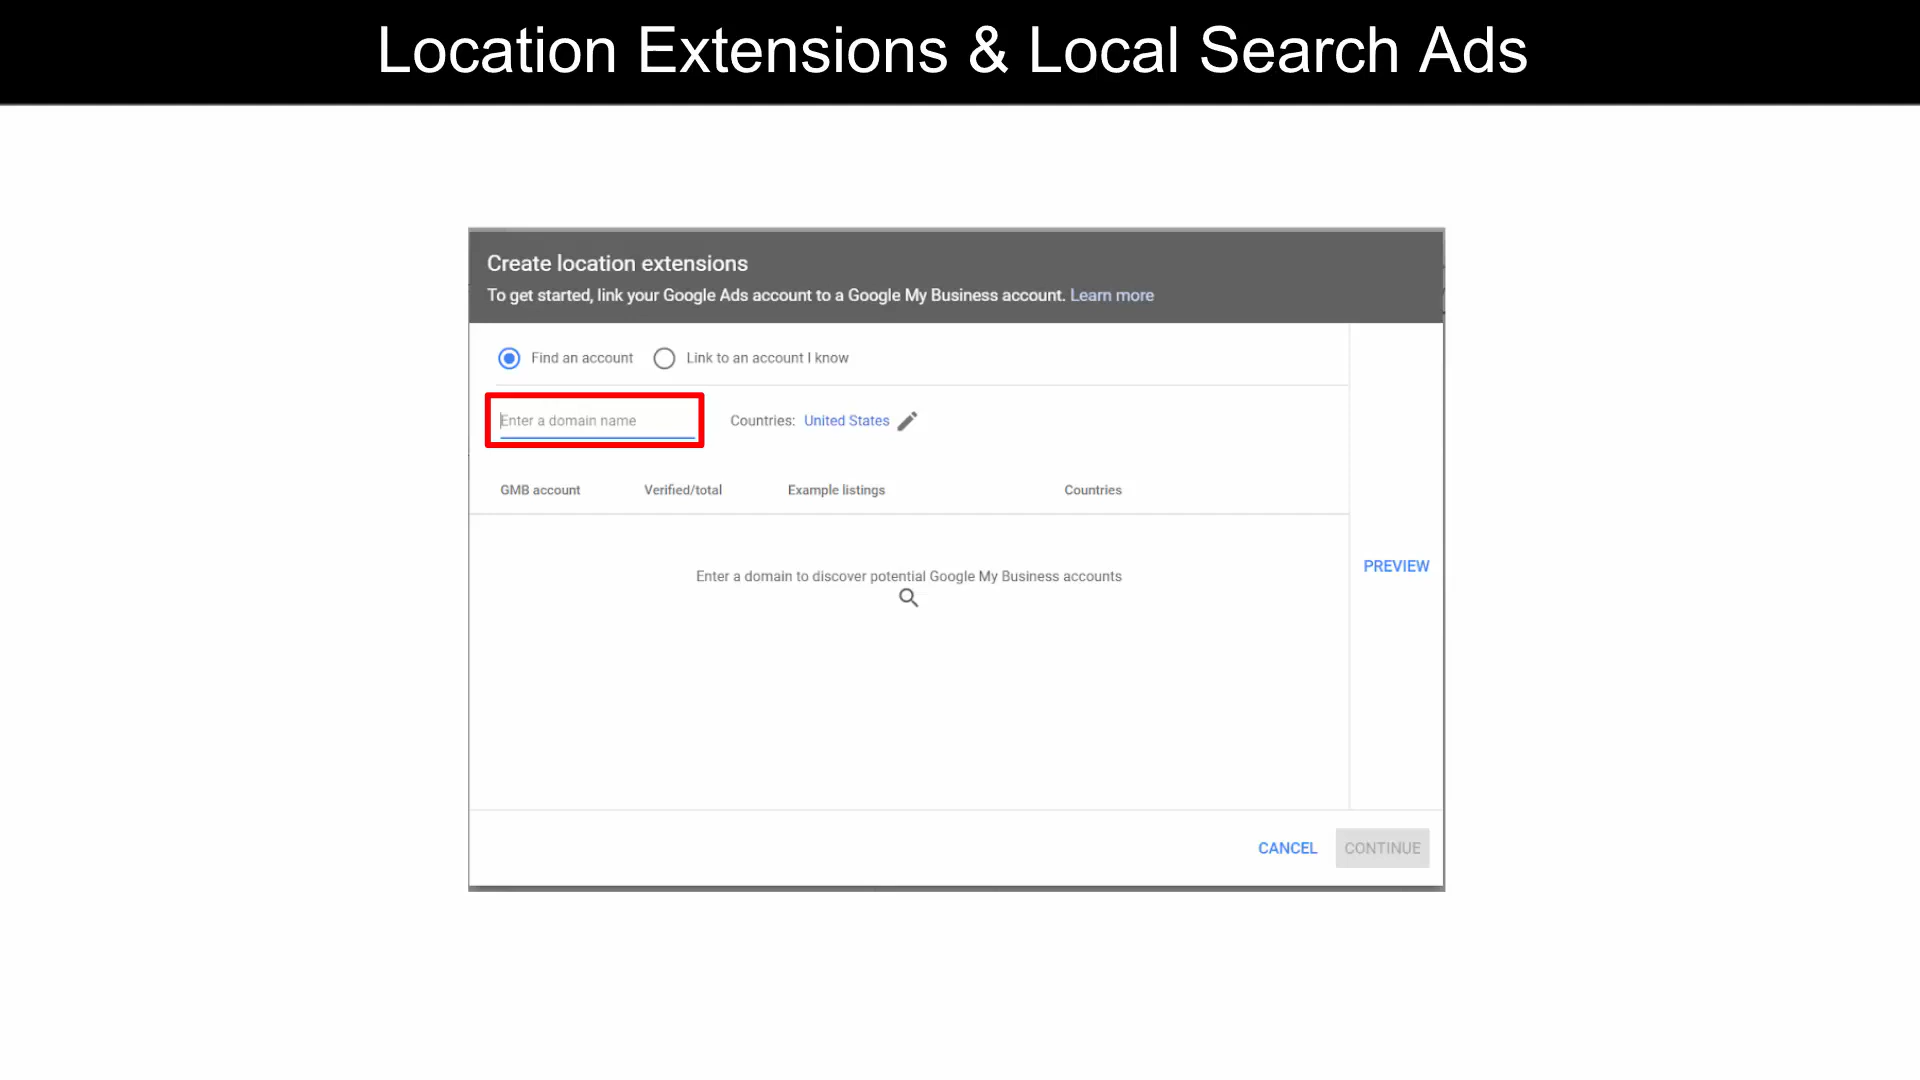 Location Extensions & Local Search Ads
Create location extensions
To get started, link your Google Ads account to a Google My Business account. Learn more
Find an account Link to an account I know
Enter a domain name Countries: United States
GMB account Verified/total Example listings Countries
Enter a domain to discover potential Google My Business accounts
PREVIEW
CANCEL CONTINUE